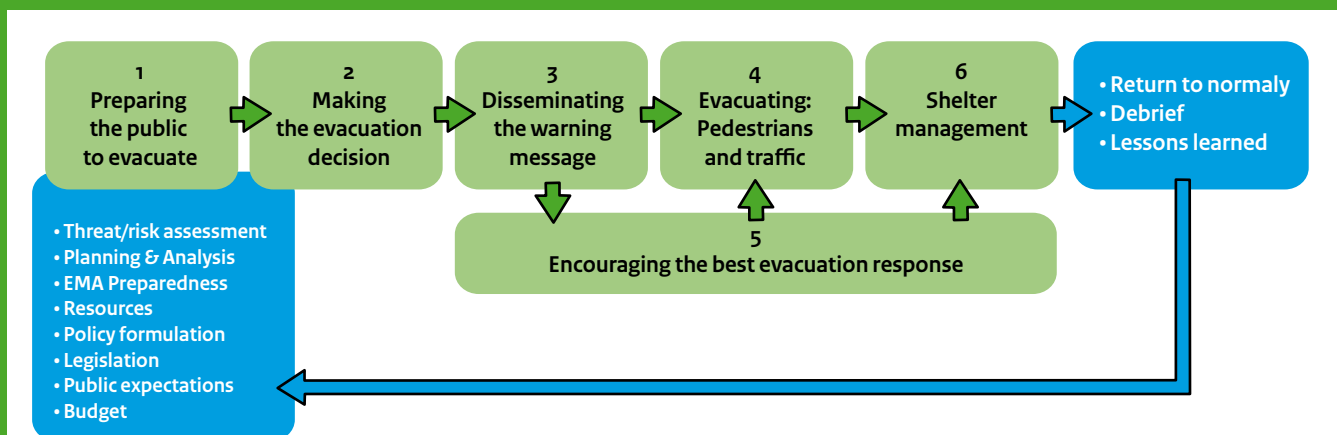 1
Preparing
the public
to evacuate
2
Making
the evacuation
decision
3
Disseminating
the warning
message
4
Evacuating:
Pedestrians
and traffic
6
Shelter
management
• Return to normaly
• Debrief
• Lessons learned
5
Encouraging the best evacuation response
• Threat/risk assessment
• Planning & Analysis
• EMA Preparedness
• Resources
• Policy formulation
• Legislation
• Public expectations
• Budget